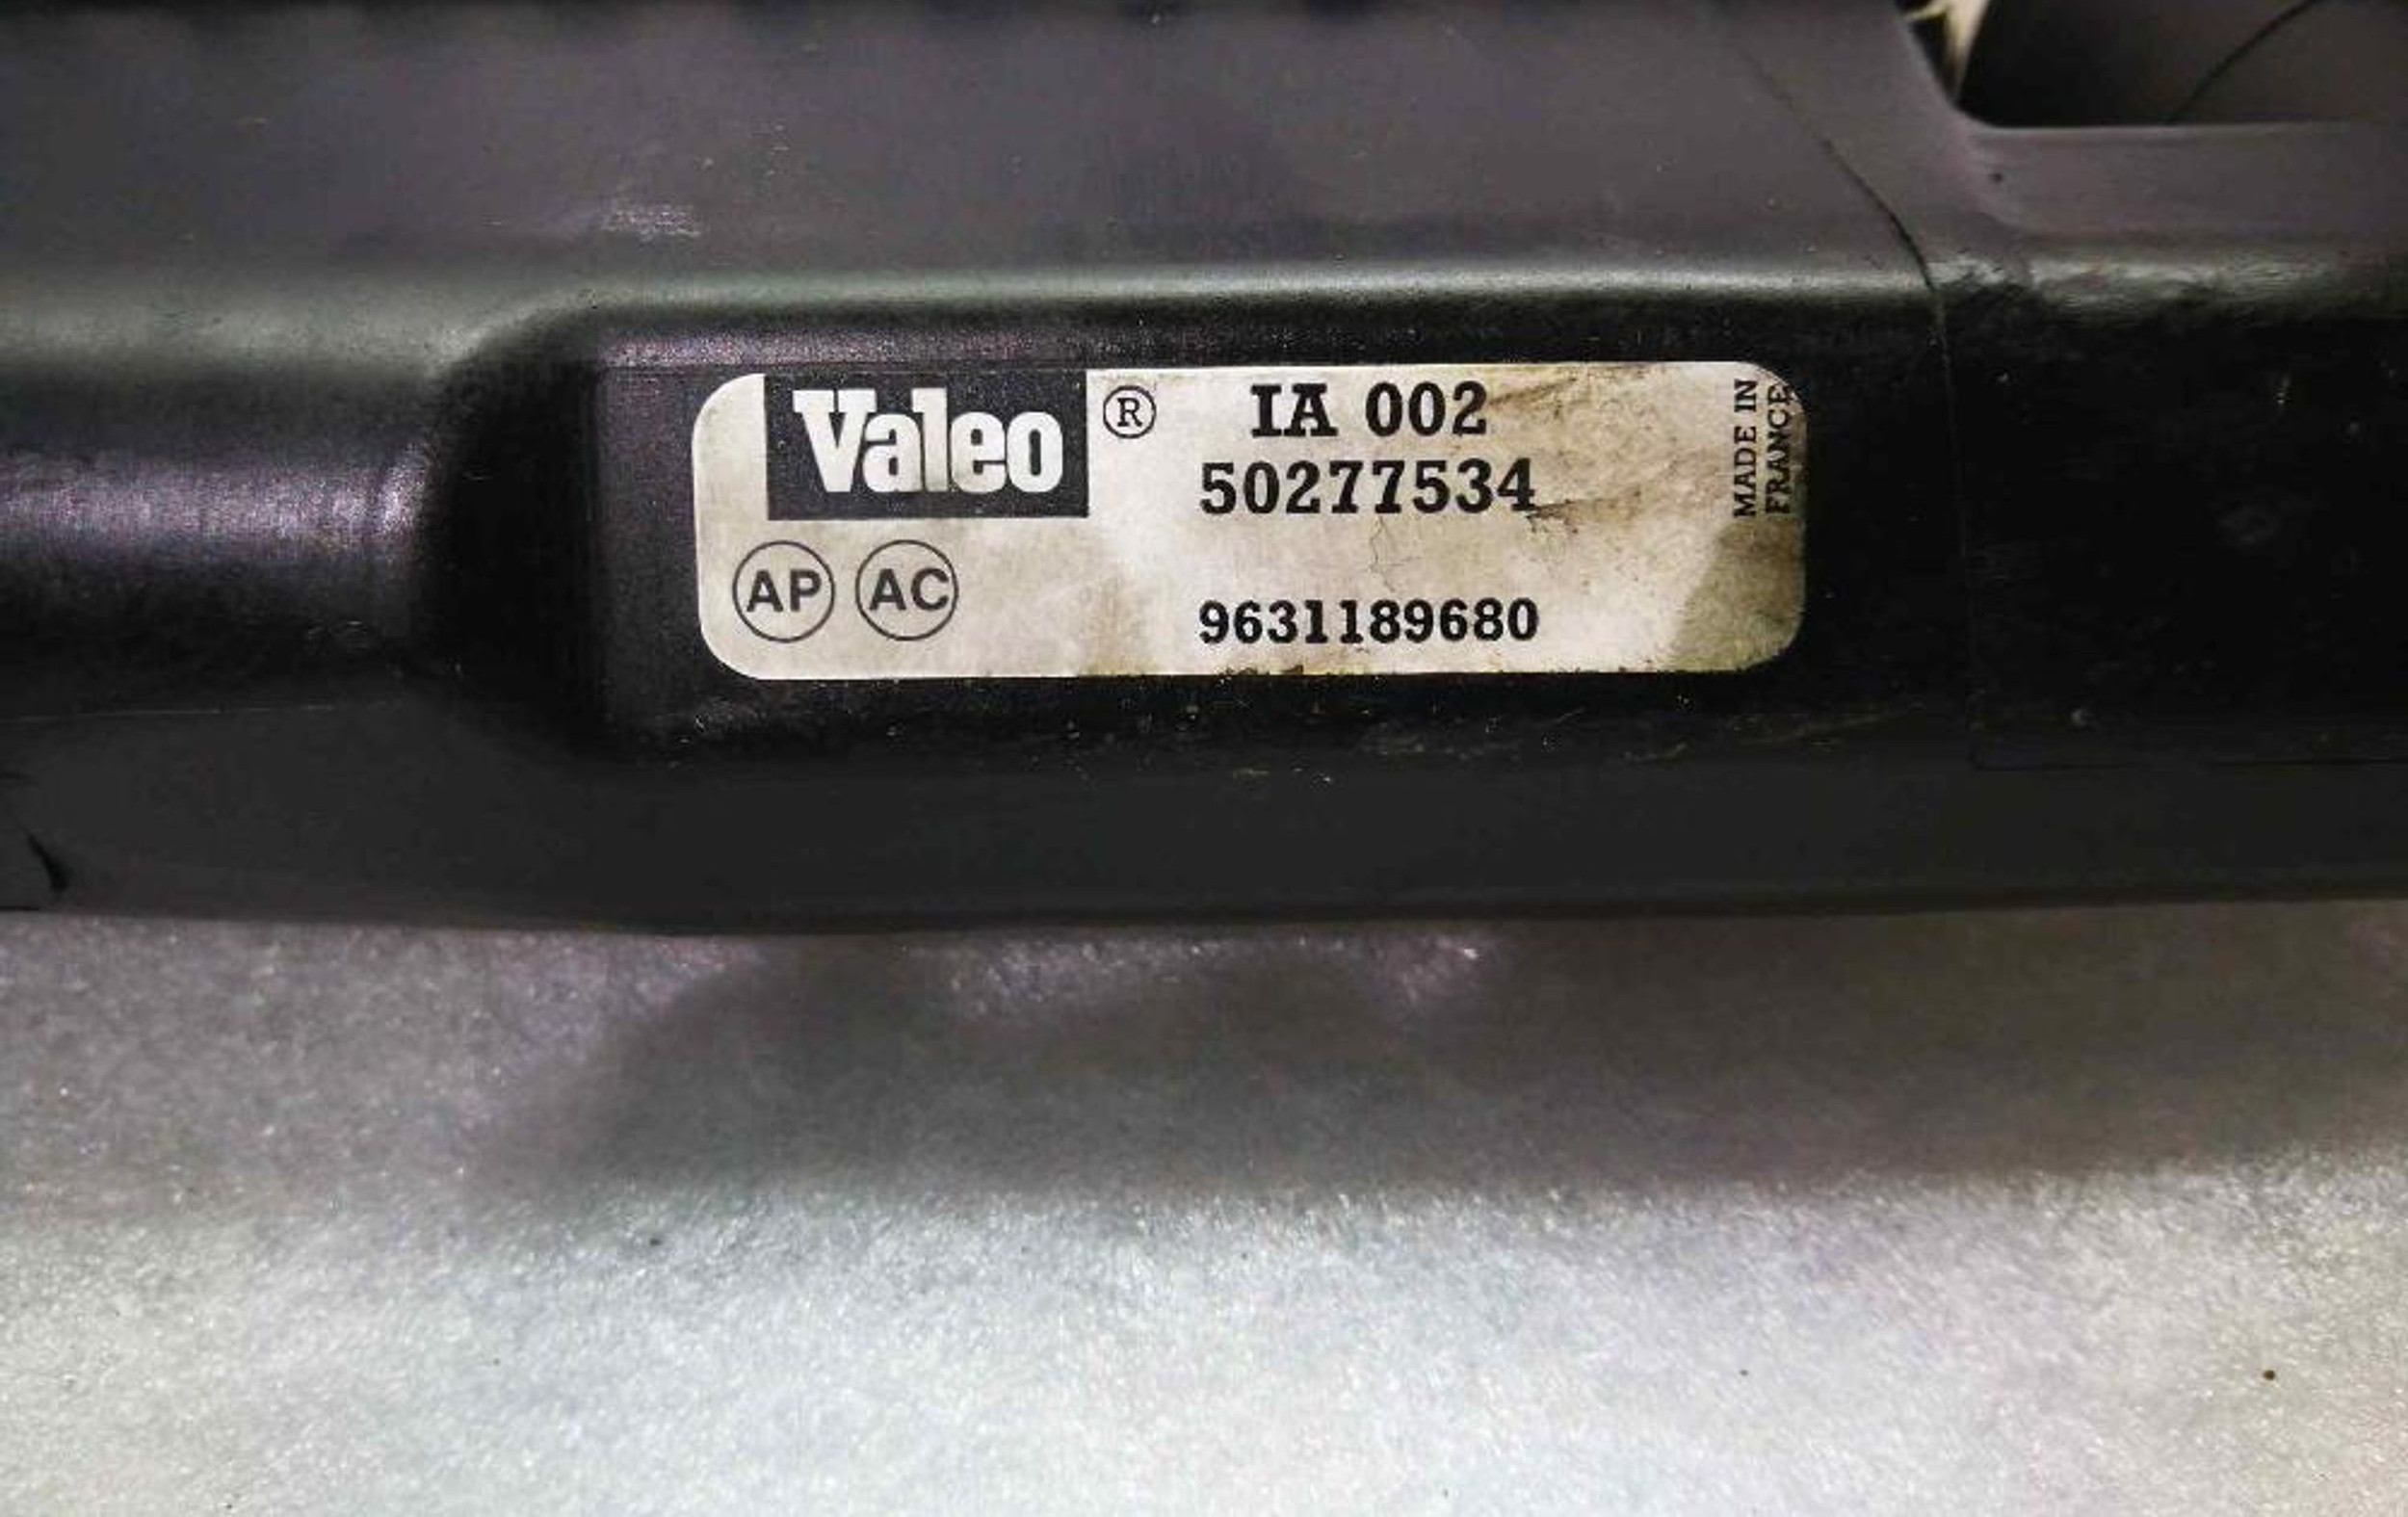 Valeo ® IA 002
50277534
AP AC
9631189680
MADE IN
FRANCE